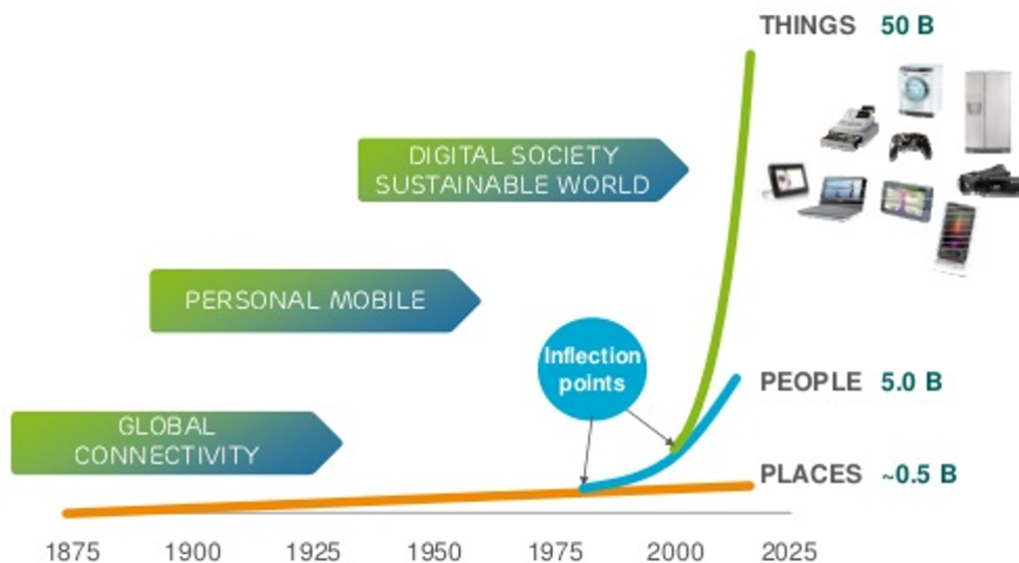 THINGS 50 B
DIGITAL SOCIETY
SUSTAINABLE WORLD
PERSONAL MOBILE
Inflection
points
PEOPLE 5.0 B
GLOBAL
CONNECTIVITY
PLACES ~0.5 B
1875 1900 1925 1950 1975 2000 2025